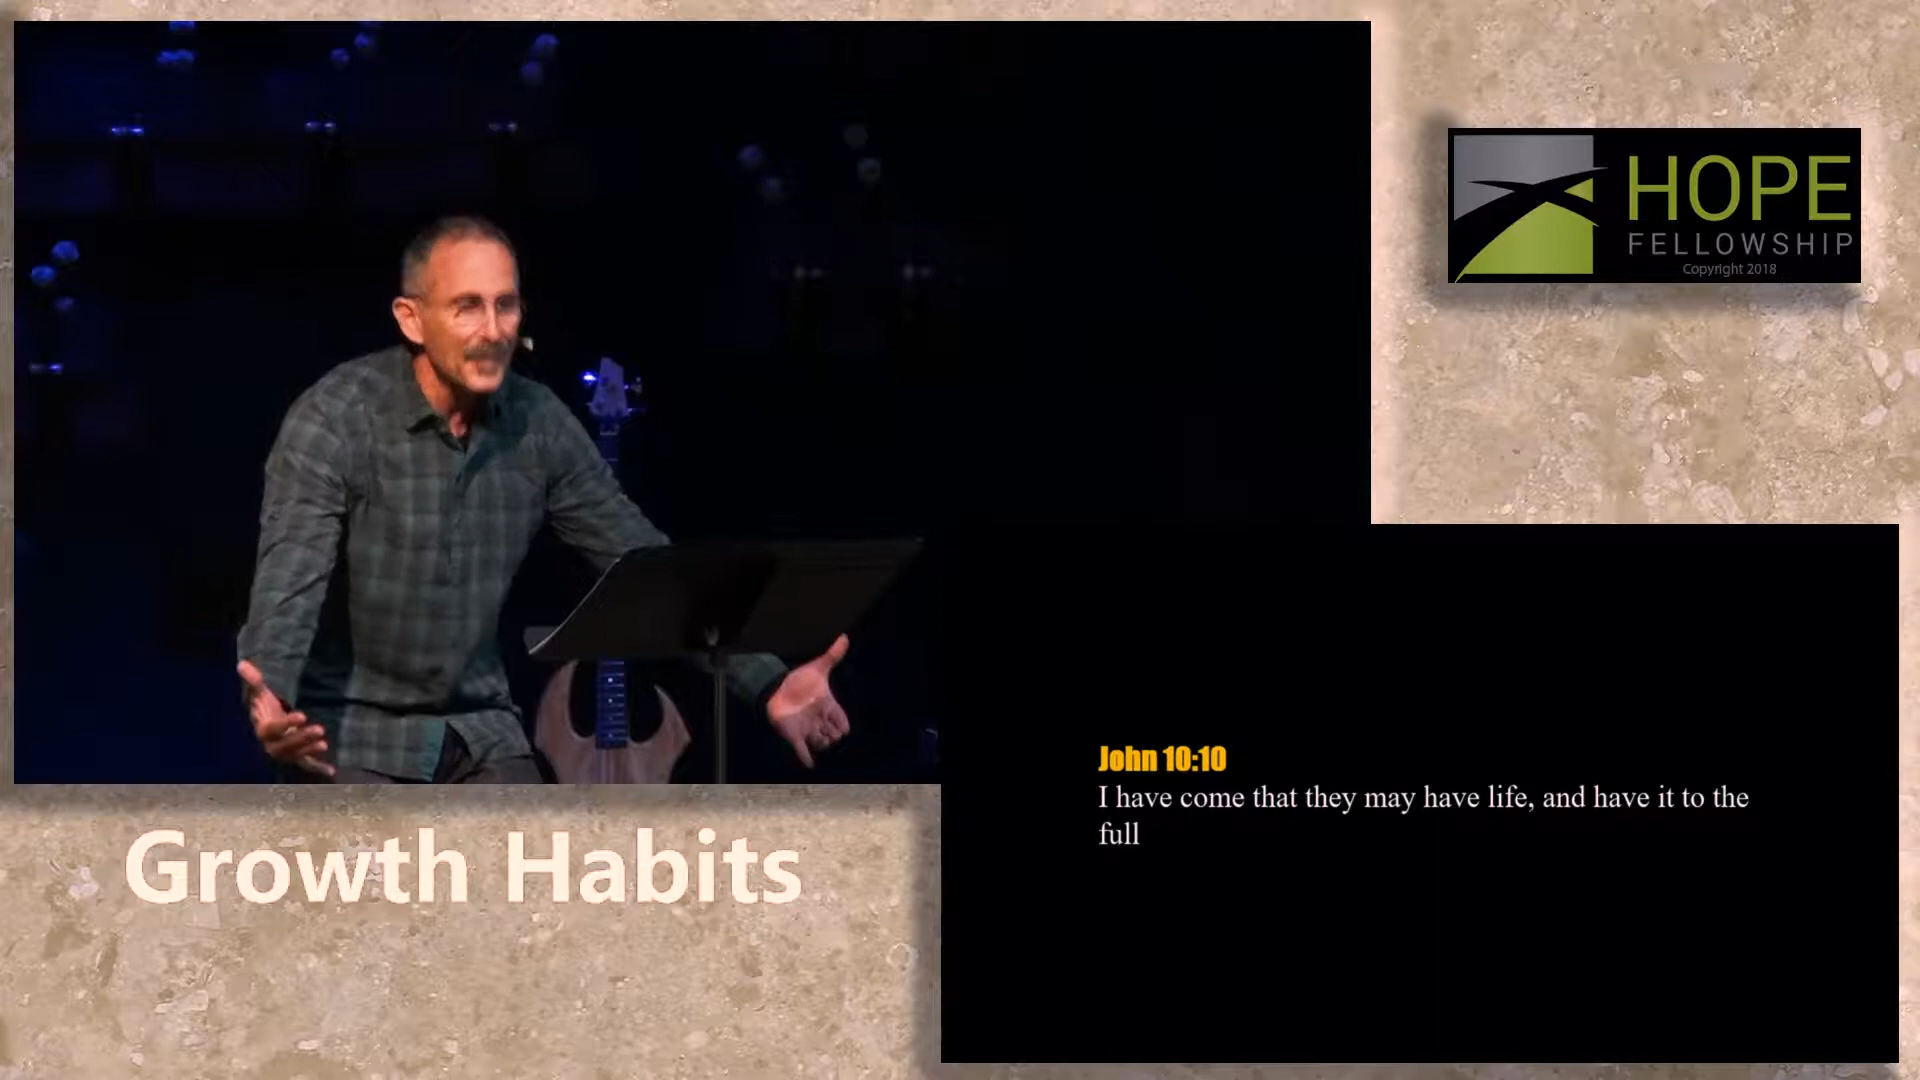 HOPE
FELLOWSHIP
Copyright 2018
John 10:10
I have come that they may have life, and have it to the
full
Growth Habits